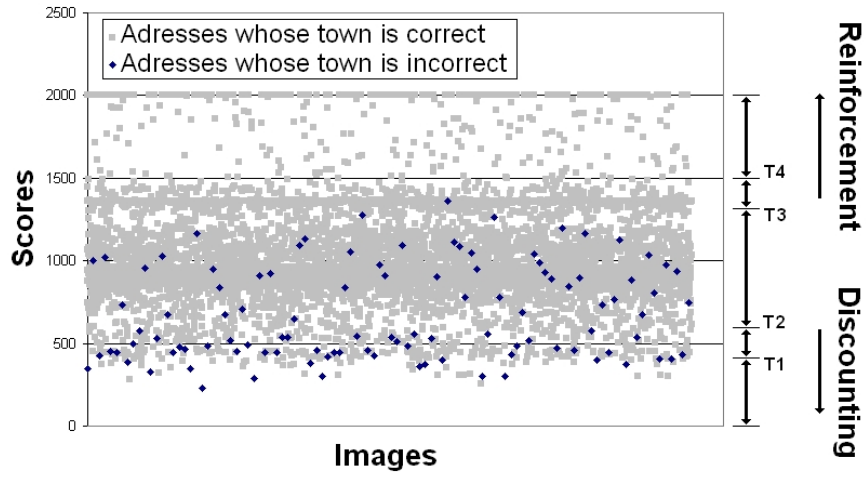 2500
2000
1500
1000
500
0
Scores
Images
Adresses whose town is correct
Adresses whose town is incorrect
T4
T3
T2
T1
Reinforcement
Discounting